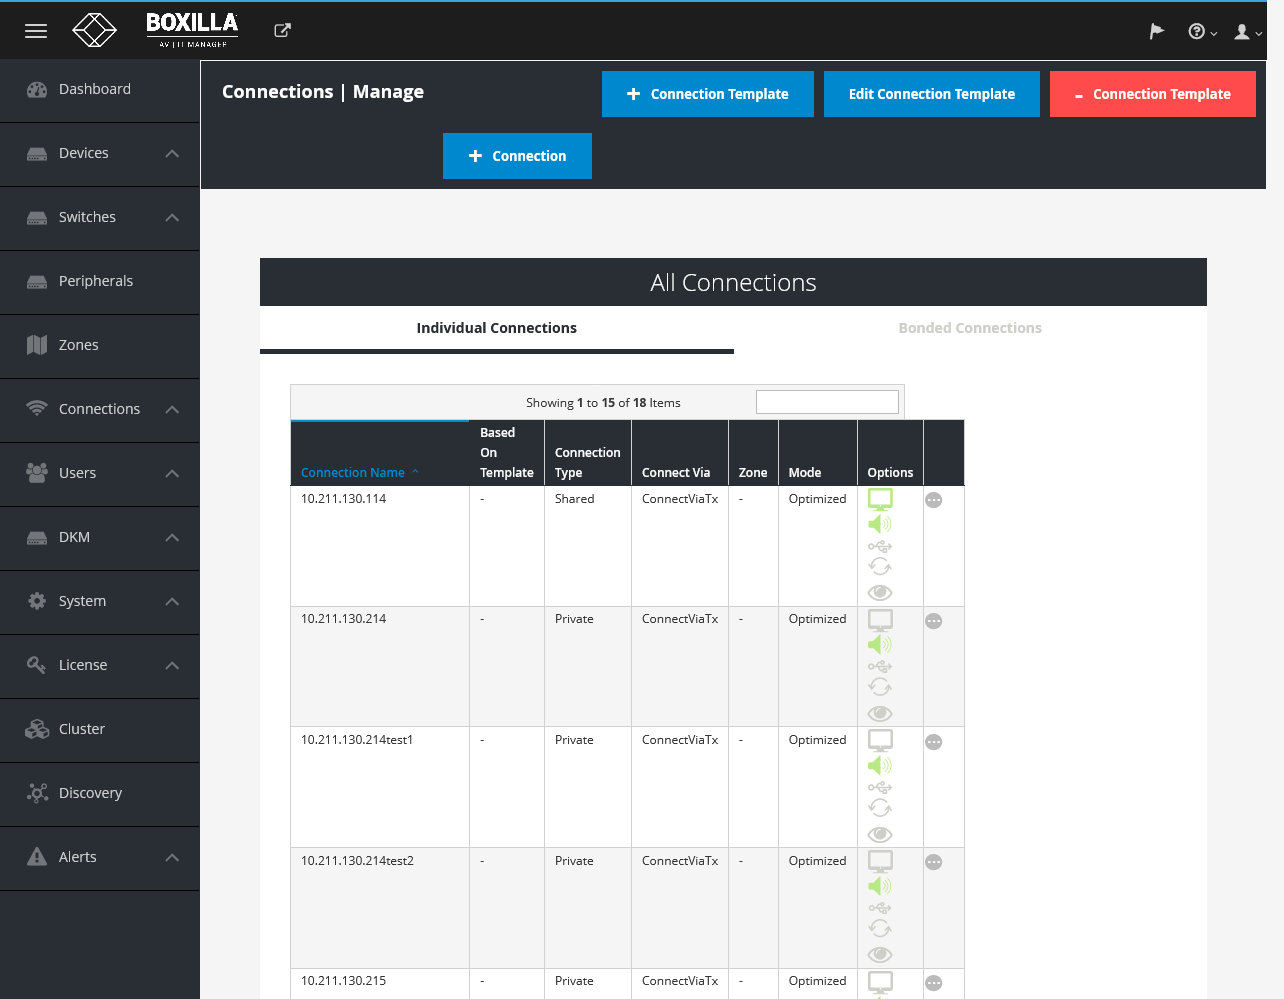 BOXILLA
AV | IT MANAGER
Dashboard
Devices
Switches
Peripherals
Zones
Connections
Users
DKM
System
License
Cluster
Discovery
Alerts
Connections | Manage
+ Connection Template
Edit Connection Template
- Connection Template
+ Connection
All Connections
Individual Connections
Bonded Connections
Showing 1 to 15 of 18 Items
Connection Name
Based On Template
Connection Type
Connect Via
Zone
Mode
Options
10.211.130.114 - Shared ConnectViaTx - Optimized
10.211.130.214 - Private ConnectViaTx - Optimized
10.211.130.214test1 - Private ConnectViaTx - Optimized
10.211.130.214test2 - Private ConnectViaTx - Optimized
10.211.130.215 - Private ConnectViaTx - Optimized